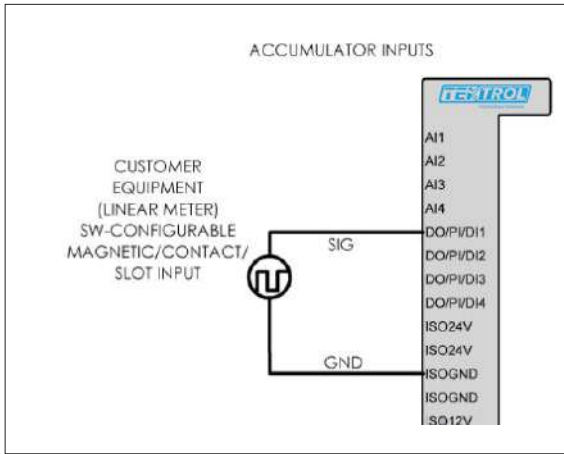 ACCUMULATOR INPUTS
TEMTROL
CUSTOMER
EQUIPMENT
(LINEAR METER)
SW-CONFIGURABLE
MAGNETIC/CONTACT/
SLOT INPUT
SIG
GND
AI1
AI2
AI3
AI4
DO/PI/DI1
DO/PI/DI2
DO/PI/DI3
DO/PI/DI4
ISO24V
ISO24V
ISOGND
ISOGND
ISO12V